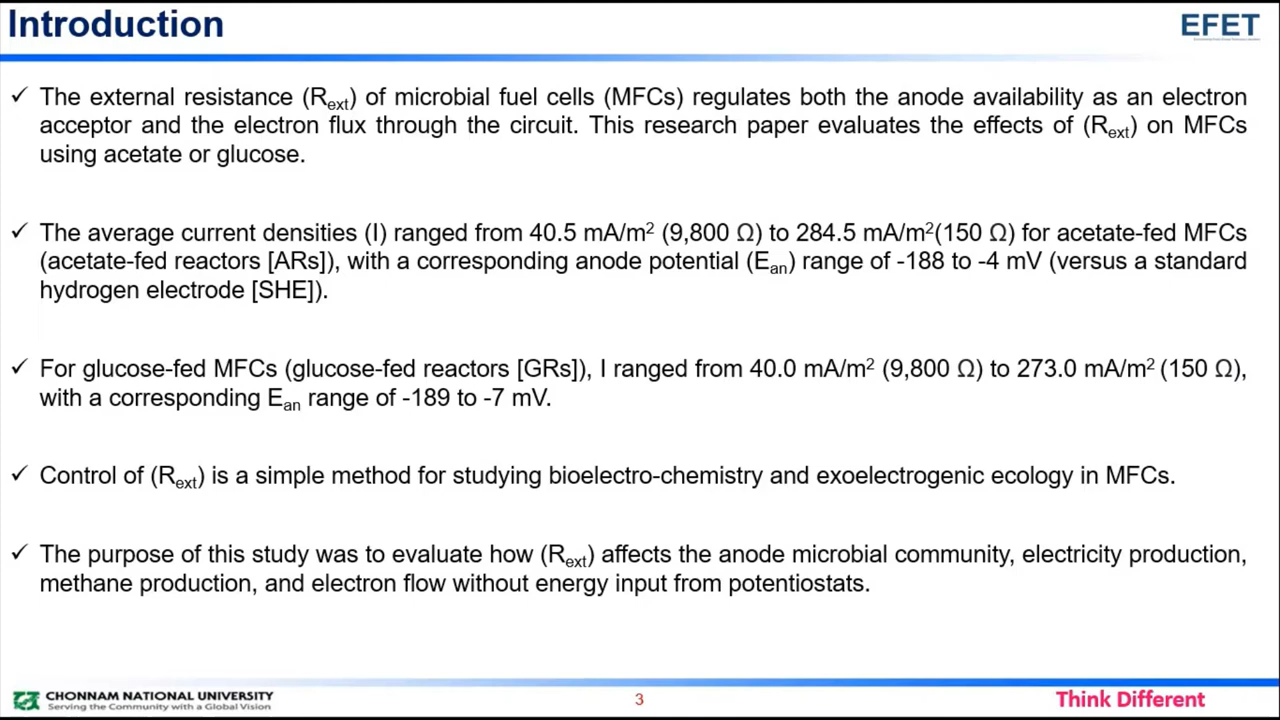 Introduction
EFET
✓ The external resistance (Rext) of microbial fuel cells (MFCs) regulates both the anode availability as an electron
acceptor and the electron flux through the circuit. This research paper evaluates the effects of (Rext) on MFCs
using acetate or glucose.
✓ The average current densities (I) ranged from 40.5 mA/m² (9,800 Ω) to 284.5 mA/m²(150 Ω) for acetate-fed MFCs
(acetate-fed reactors [ARs]), with a corresponding anode potential (Ean) range of -188 to -4 mV (versus a standard
hydrogen electrode [SHE]).
✓ For glucose-fed MFCs (glucose-fed reactors [GRs]), I ranged from 40.0 mA/m² (9,800 Ω) to 273.0 mA/m² (150 Ω),
with a corresponding Ean range of -189 to -7 mV.
✓ Control of (Rext) is a simple method for studying bioelectro-chemistry and exoelectrogenic ecology in MFCs.
✓ The purpose of this study was to evaluate how (Rext) affects the anode microbial community, electricity production,
methane production, and electron flow without energy input from potentiostats.
CHONNAM NATIONAL UNIVERSITY
Serving the Community with a Global Vision
3
Think Different